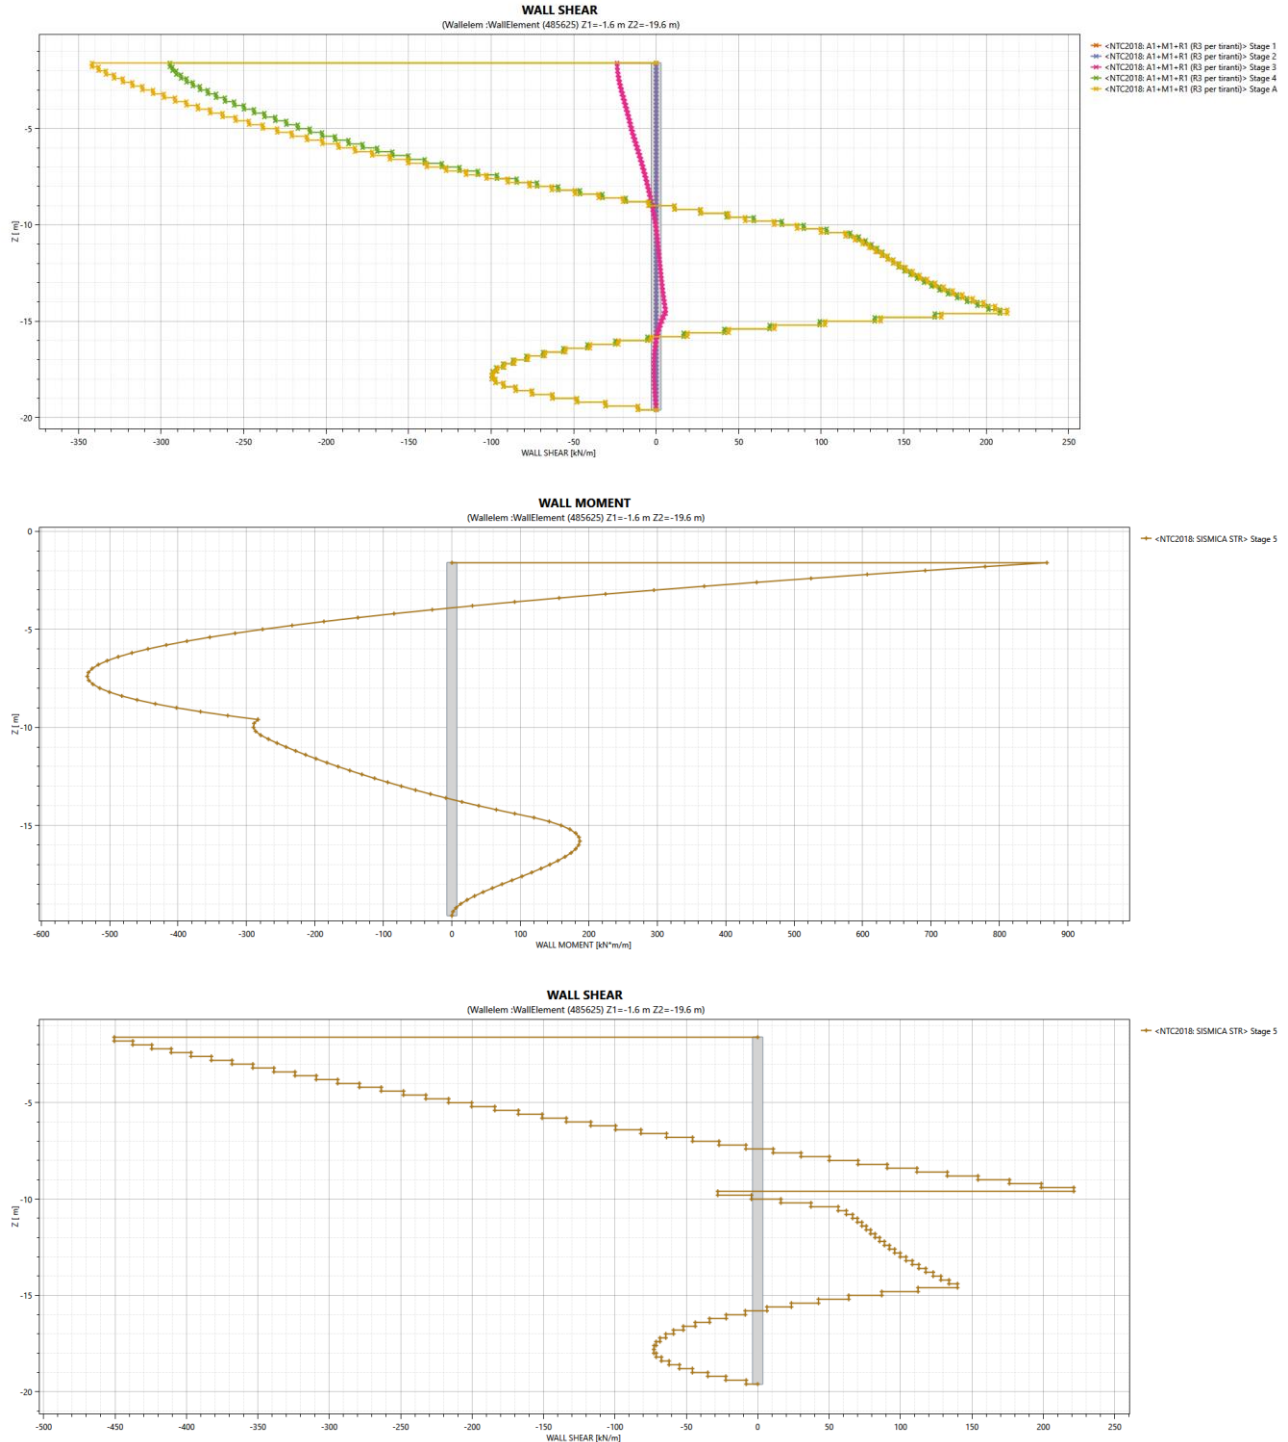 WALL SHEAR
(Wallelem :WallElement (485625) Z1=-1.6 m Z2=-19.6 m)
<NTC2018: A1+M1+R1 (R3 per tiranti)> Stage 1
<NTC2018: A1+M1+R1 (R3 per tiranti)> Stage 2
<NTC2018: A1+M1+R1 (R3 per tiranti)> Stage 3
<NTC2018: A1+M1+R1 (R3 per tiranti)> Stage 4
<NTC2018: A1+M1+R1 (R3 per tiranti)> Stage A
Z [ m]
-5
-10
-15
-20
-350 -300 -250 -200 -150 -100 -50 0 50 100 150 200 250
WALL SHEAR [kN/m]
WALL MOMENT
(Wallelem :WallElement (485625) Z1=-1.6 m Z2=-19.6 m)
<NTC2018: SISMICA STR> Stage 5
Z [ m]
0
-5
-10
-15
-600 -500 -400 -300 -200 -100 0 100 200 300 400 500 600 700 800 900
WALL MOMENT [kN*m/m]
WALL SHEAR
(Wallelem :WallElement (485625) Z1=-1.6 m Z2=-19.6 m)
<NTC2018: SISMICA STR> Stage 5
Z [ m]
-5
-10
-15
-20
-500 -450 -400 -350 -300 -250 -200 -150 -100 -50 0 50 100 150 200 250
WALL SHEAR [kN/m]